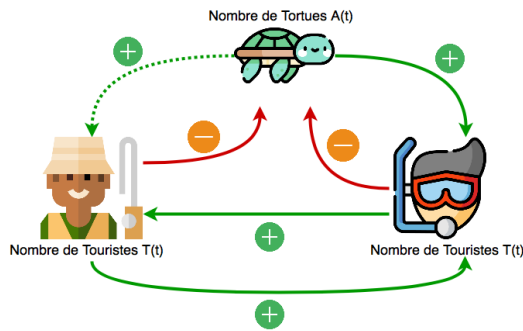 Nombre de Tortues A(t)
+
+
−
−
Nombre de Touristes T(t)
Nombre de Touristes T(t)
+
+